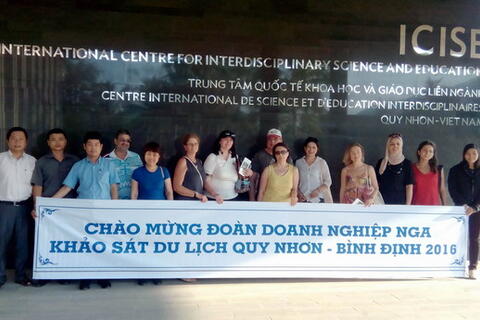 ICISE
INTERNATIONAL CENTRE FOR INTERDISCIPLINARY SCIENCE AND EDUCATION
TRUNG TÂM QUỐC TẾ KHOA HỌC VÀ GIÁO DỤC LIÊN NGÀNH
CENTRE INTERNATIONAL DE SCIENCE ET D'EDUCATION INTERDISCIPLINAIRES
QUY NHON-VIET NAM
CHÀO MỪNG ĐOÀN DOANH NGHIỆP NGA
KHẢO SÁT DU LỊCH QUY NHƠN - BÌNH ĐỊNH 2016